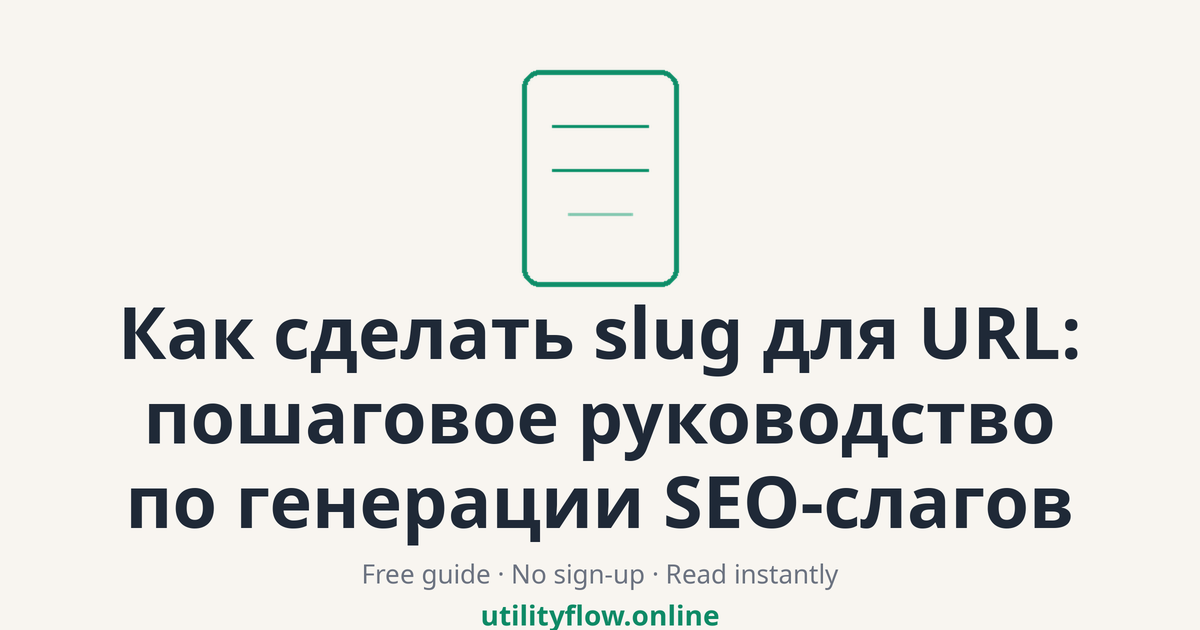 Как сделать slug для URL:
пошаговое руководство
по генерации SEO-слагов
Free guide · No sign-up · Read instantly
utilityflow.online